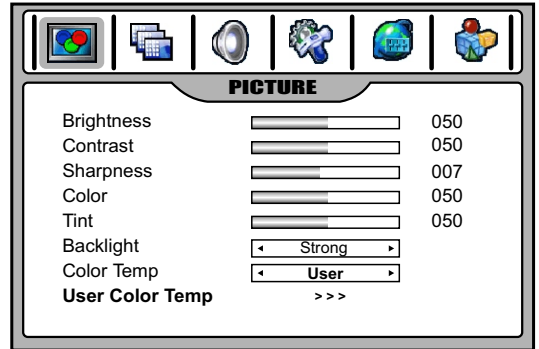 PICTURE
Brightness 050
Contrast 050
Sharpness 007
Color 050
Tint 050
Backlight Strong
Color Temp User
User Color Temp >>>